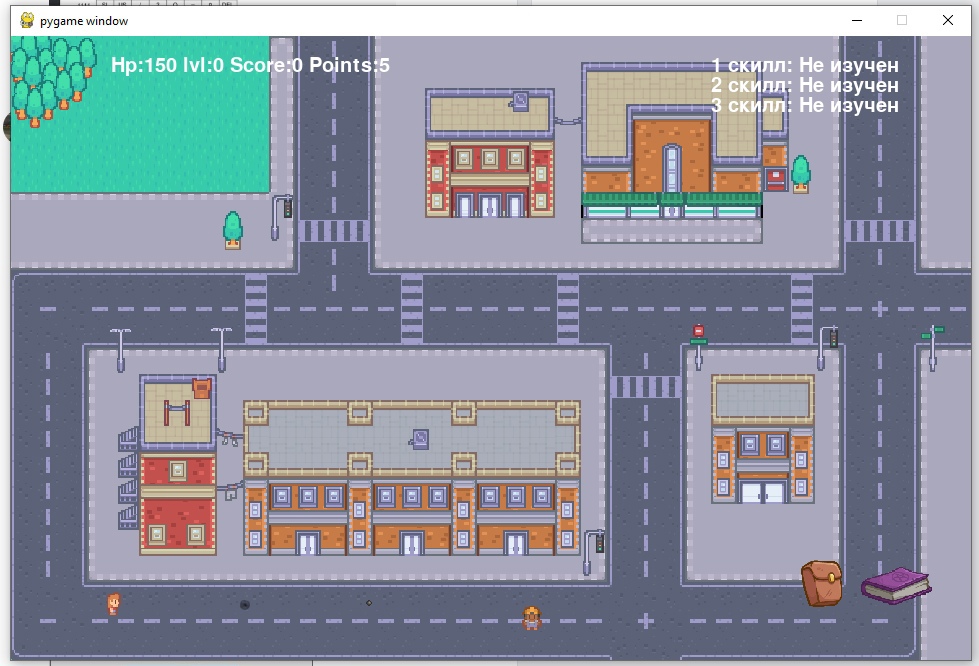 pygame window
Hp:150 lvl:0 Score:0 Points:5
1 скилл: Не изучен
2 скилл: Не изучен
3 скилл: Не изучен